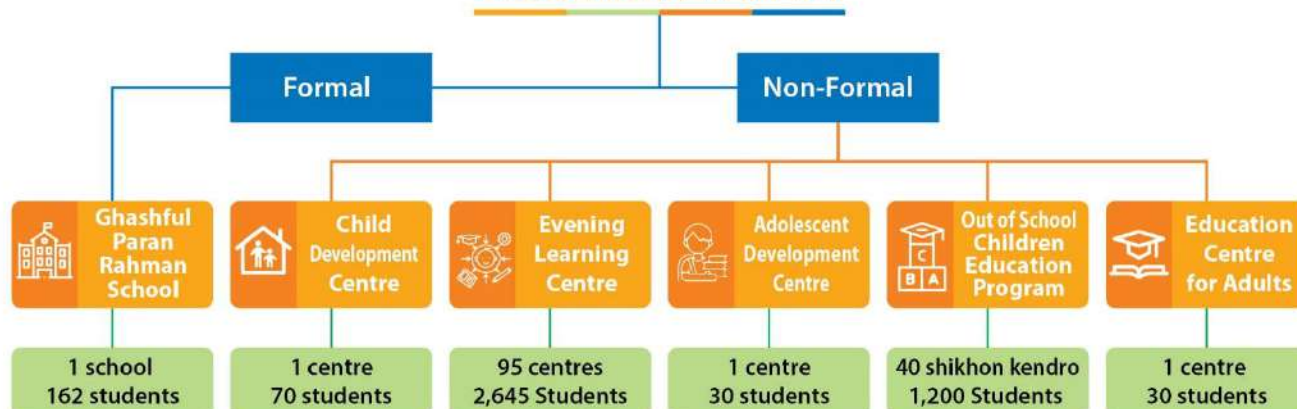 Formal
Non-Formal
Ghashful
Paran
Rahman
School
Child
Development
Centre
Evening
Learning
Centre
Adolescent
Development
Centre
Out of School
Children
Education
Program
Education
Centre
for Adults
C
B A
1 school
162 students
1 centre
70 students
95 centres
2,645 Students
1 centre
30 students
40 shikhon kendro
1,200 Students
1 centre
30 students